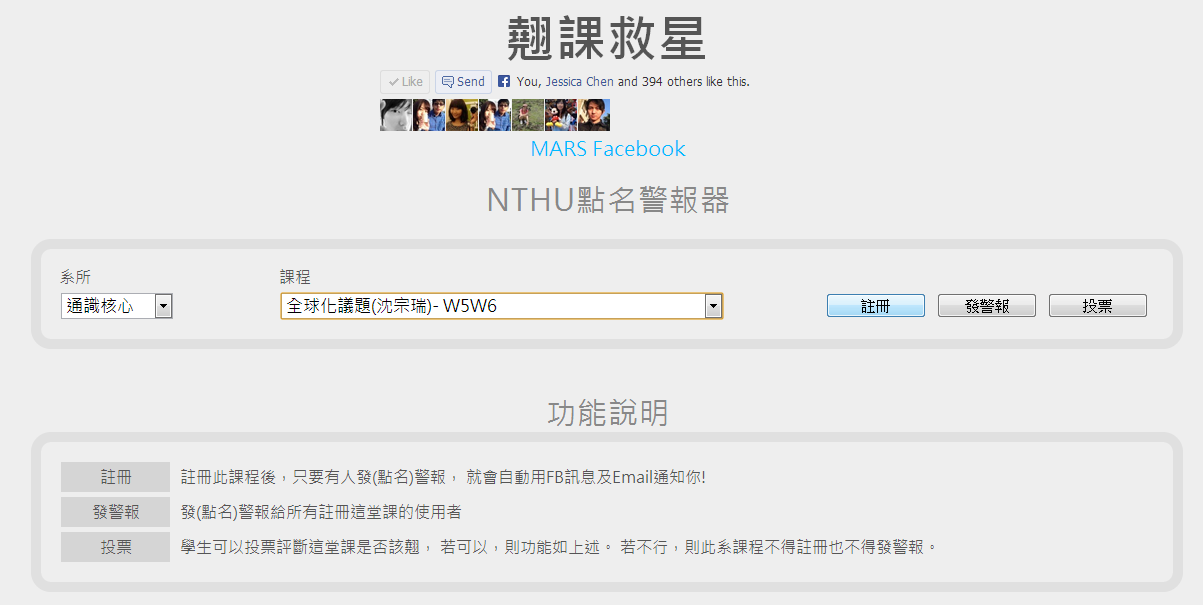 翹課救星
Like Send You, Jessica Chen and 394 others like this.
MARS Facebook
NTHU點名警報器
系所 課程
通識核心 全球化議題(沈宗瑞)- W5W6 註冊 發警報 投票
功能說明
註冊 註冊此課程後，只要有人發(點名)警報， 就會自動用FB訊息及Email通知你!
發警報 發(點名)警報給所有註冊這堂課的使用者
投票 學生可以投票評斷這堂課是否該翹， 若可以，則功能如上述。 若不行，則此系課程不得註冊也不得發警報。